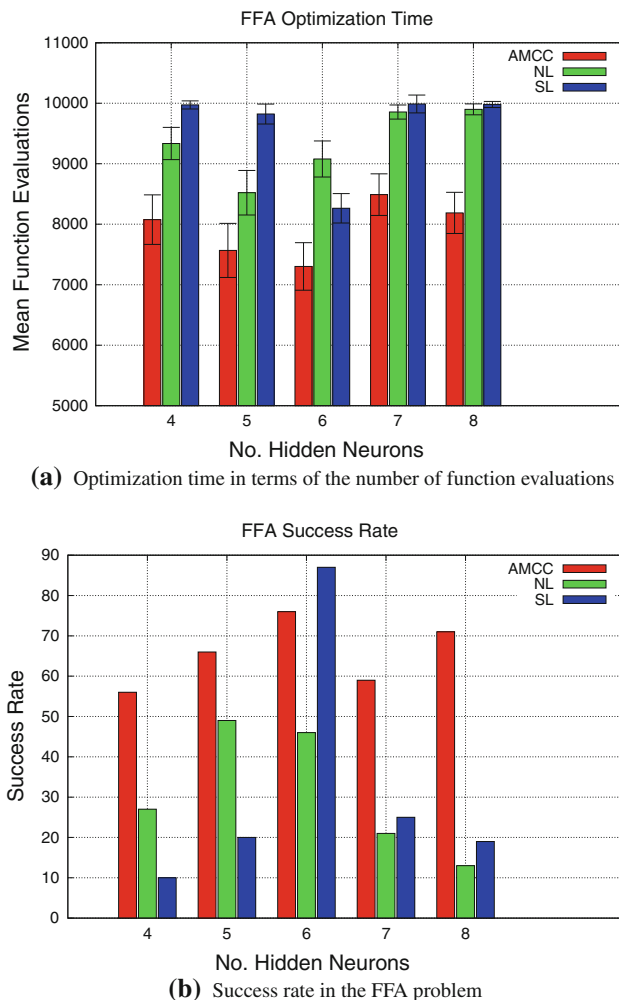 FFA Optimization Time
11000
10000
9000
8000
7000
6000
5000
Mean Function Evaluations
AMCC
NL
SL
4 5 6 7 8
No. Hidden Neurons
(a) Optimization time in terms of the number of function evaluations
FFA Success Rate
90
80
70
60
50
40
30
20
10
0
Success Rate
AMCC
NL
SL
4 5 6 7 8
No. Hidden Neurons
(b) Success rate in the FFA problem